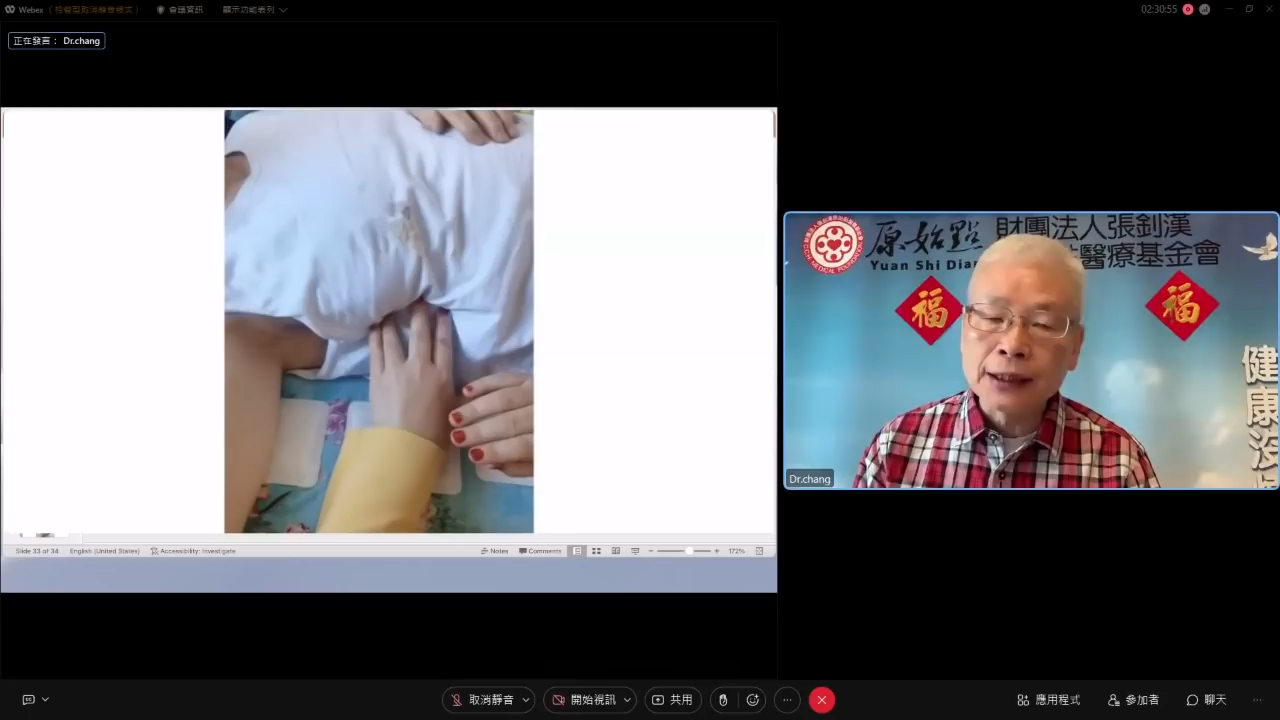 Webex
會議資訊
顯示功能表列
02:30:55
正在發言： Dr.chang
原始點
Yuan Shi Dian
財團法人張釗漢
醫療基金會
福
福
健康沒
Dr.chang
Slide 33 of 34
English (United States)
Accessibility: Investigate
Notes
Comments
172%
取消靜音
開始視訊
共用
應用程式
參加者
聊天